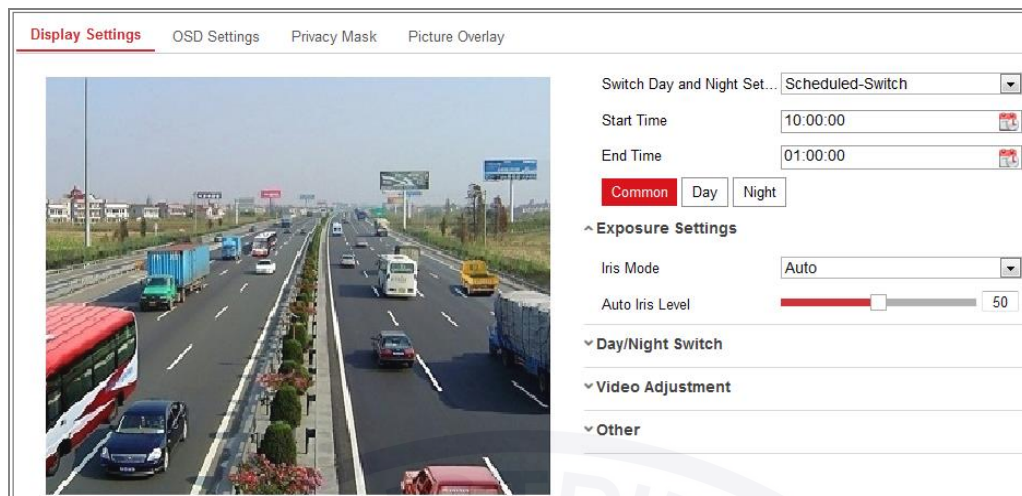 Display Settings OSD Settings Privacy Mask Picture Overlay
Switch Day and Night Set... Scheduled-Switch
Start Time 10:00:00
End Time 01:00:00
Common Day Night
Exposure Settings
Iris Mode Auto
Auto Iris Level 50
Day/Night Switch
Video Adjustment
Other